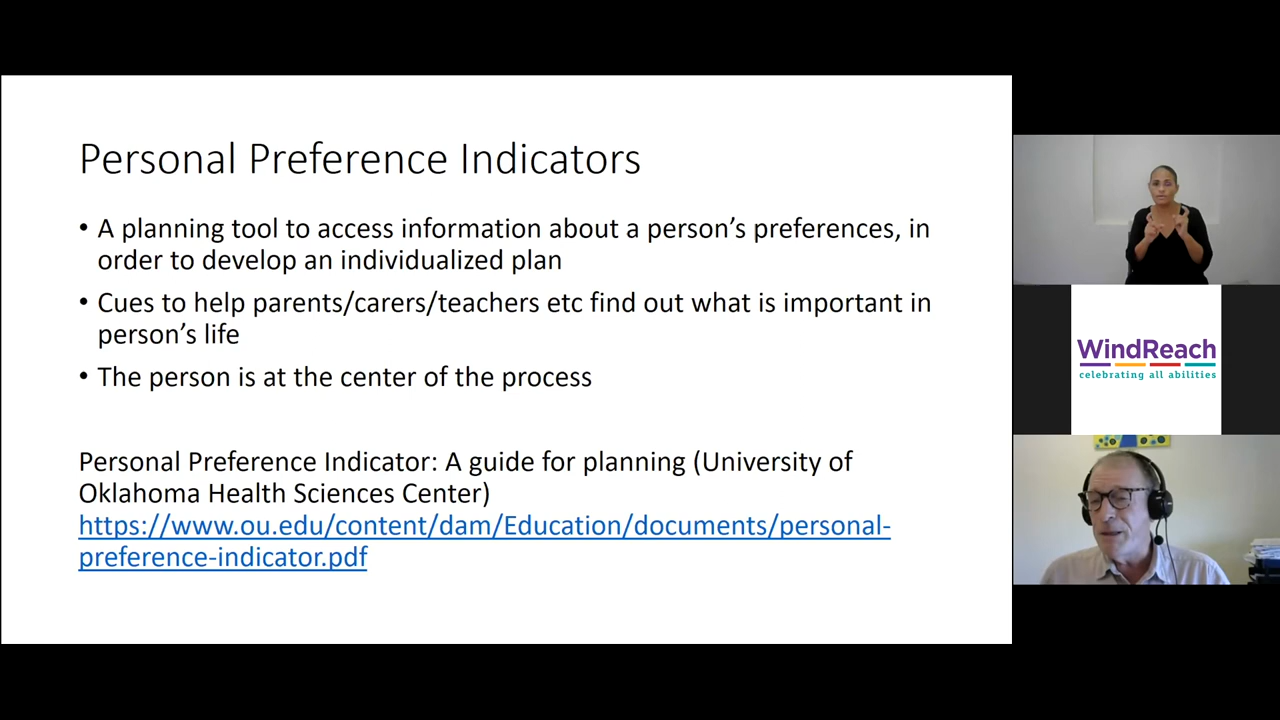 Personal Preference Indicators
• A planning tool to access information about a person's preferences, in
order to develop an individualized plan
• Cues to help parents/carers/teachers etc find out what is important in
person's life
• The person is at the center of the process
Personal Preference Indicator: A guide for planning (University of
Oklahoma Health Sciences Center)
https://www.ou.edu/content/dam/Education/documents/personal-
preference-indicator.pdf
WindReach
celebrating all abilities